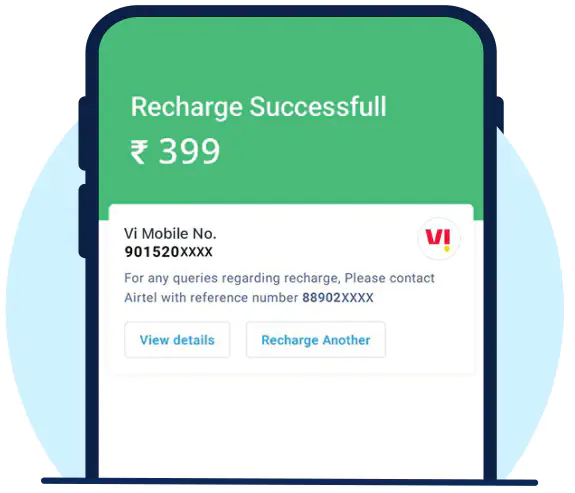 Recharge Successfull
₹ 399
Vi Mobile No.
901520XXXX
VI
For any queries regarding recharge, Please contact
Airtel with reference number 88902XXXX
View details
Recharge Another